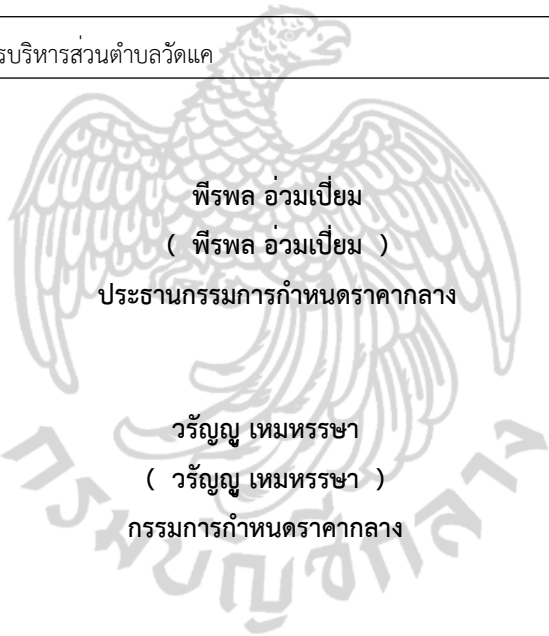 รบริหารส่วนตำบลวัดแค
พีรพล อ่วมเปี่ยม
( พีรพล อ่วมเปี่ยม )
ประธานกรรมการกำหนดราคากลาง
วรัญญู เหมหรรษา
( วรัญญู เหมหรรษา )
กรรมการกำหนดราคากลาง
กรมบัญชีกลาง